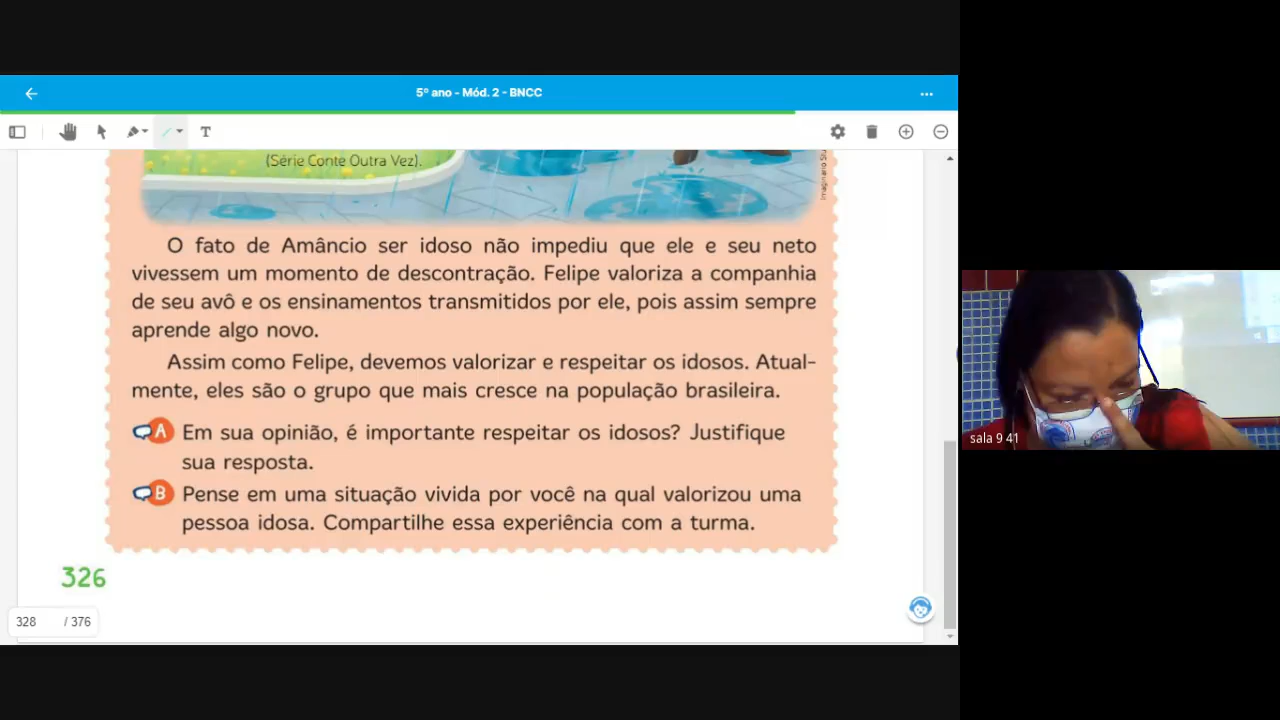 5º ano - Mód. 2 - BNCC
T
(Série Conte Outra Vez).
O fato de Amâncio ser idoso não impediu que ele e seu neto
vivessem um momento de descontração. Felipe valoriza a companhia
de seu avô e os ensinamentos transmitidos por ele, pois assim sempre
aprende algo novo.
Assim como Felipe, devemos valorizar e respeitar os idosos. Atual-
mente, eles são o grupo que mais cresce na população brasileira.
A Em sua opinião, é importante respeitar os idosos? Justifique
sua resposta.
B Pense em uma situação vivida por você na qual valorizou uma
pessoa idosa. Compartilhe essa experiência com a turma.
326
328 / 376
sala 9 41